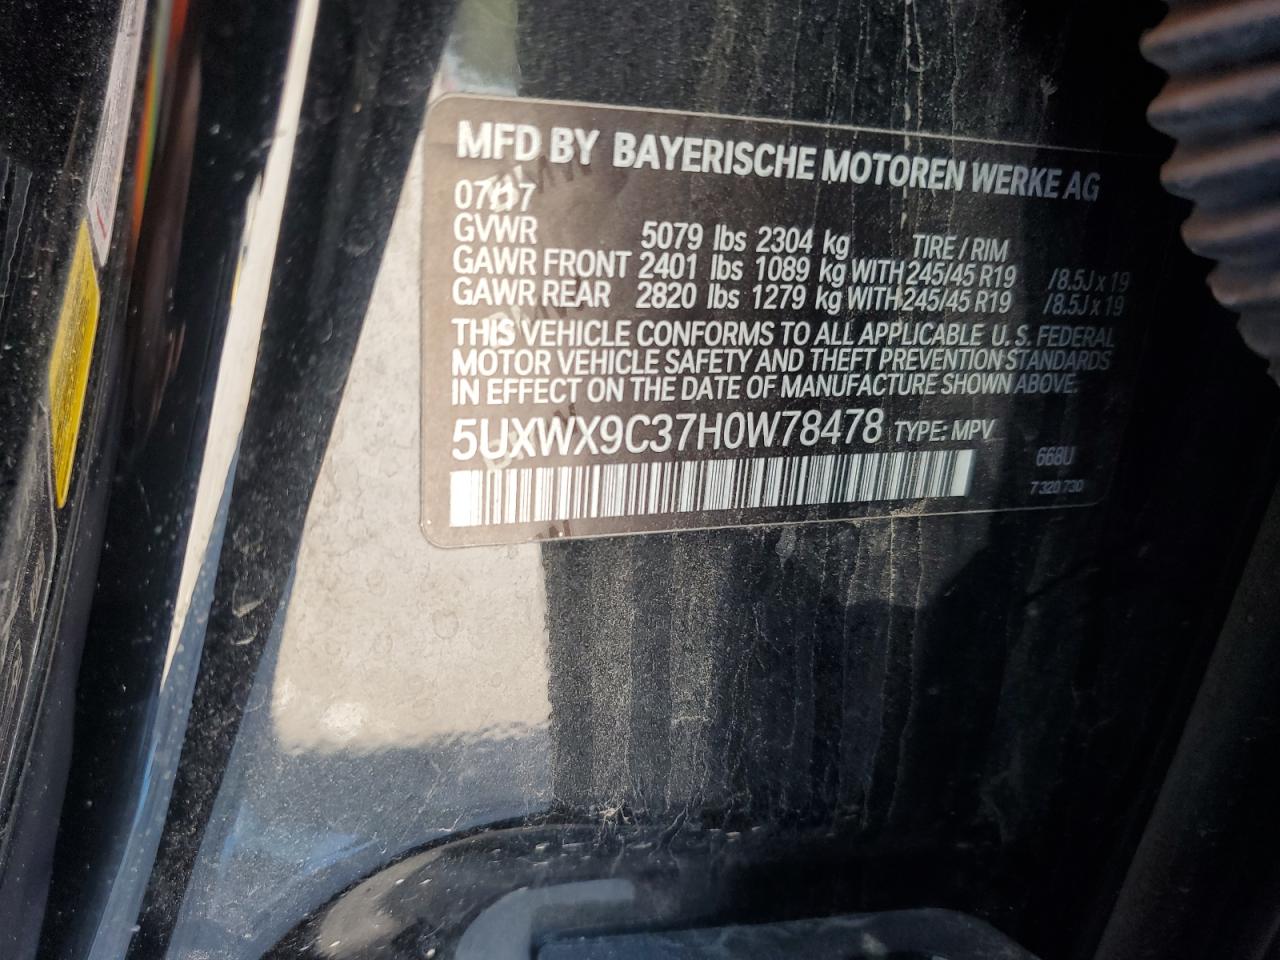 MFD BY BAYERISCHE MOTOREN WERKE AG
07/17
GVWR 5079 lbs 2304 kg TIRE / RIM
GAWR FRONT 2401 lbs 1089 kg WITH 245/45 R19 /8.5J x 19
GAWR REAR 2820 lbs 1279 kg WITH 245/45 R19 /8.5J x 19
THIS VEHICLE CONFORMS TO ALL APPLICABLE U.S. FEDERAL
MOTOR VEHICLE SAFETY AND THEFT PREVENTION STANDARDS
IN EFFECT ON THE DATE OF MANUFACTURE SHOWN ABOVE.
5UXWX9C37H0W78478 TYPE: MPV
668U
7 320 730